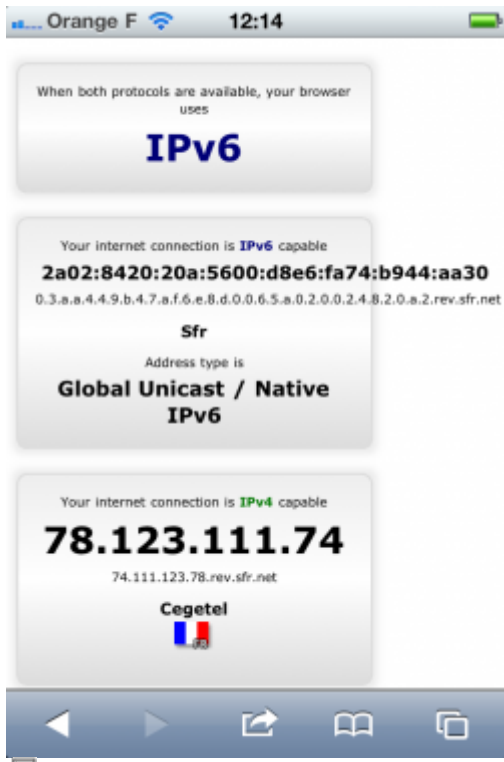 Orange F 12:14
When both protocols are available, your browser
uses
IPv6
Your internet connection is IPv6 capable
2a02:8420:20a:5600:d8e6:fa74:b944:aa30
0.3.a.a.4.4.9.b.4.7.a.f.6.e.8.d.0.0.6.5.a.0.2.0.0.2.4.8.2.0.a.2.rev.sfr.net
Sfr
Address type is
Global Unicast / Native
IPv6
Your internet connection is IPv4 capable
78.123.111.74
74.111.123.78.rev.sfr.net
Cegetel
FR